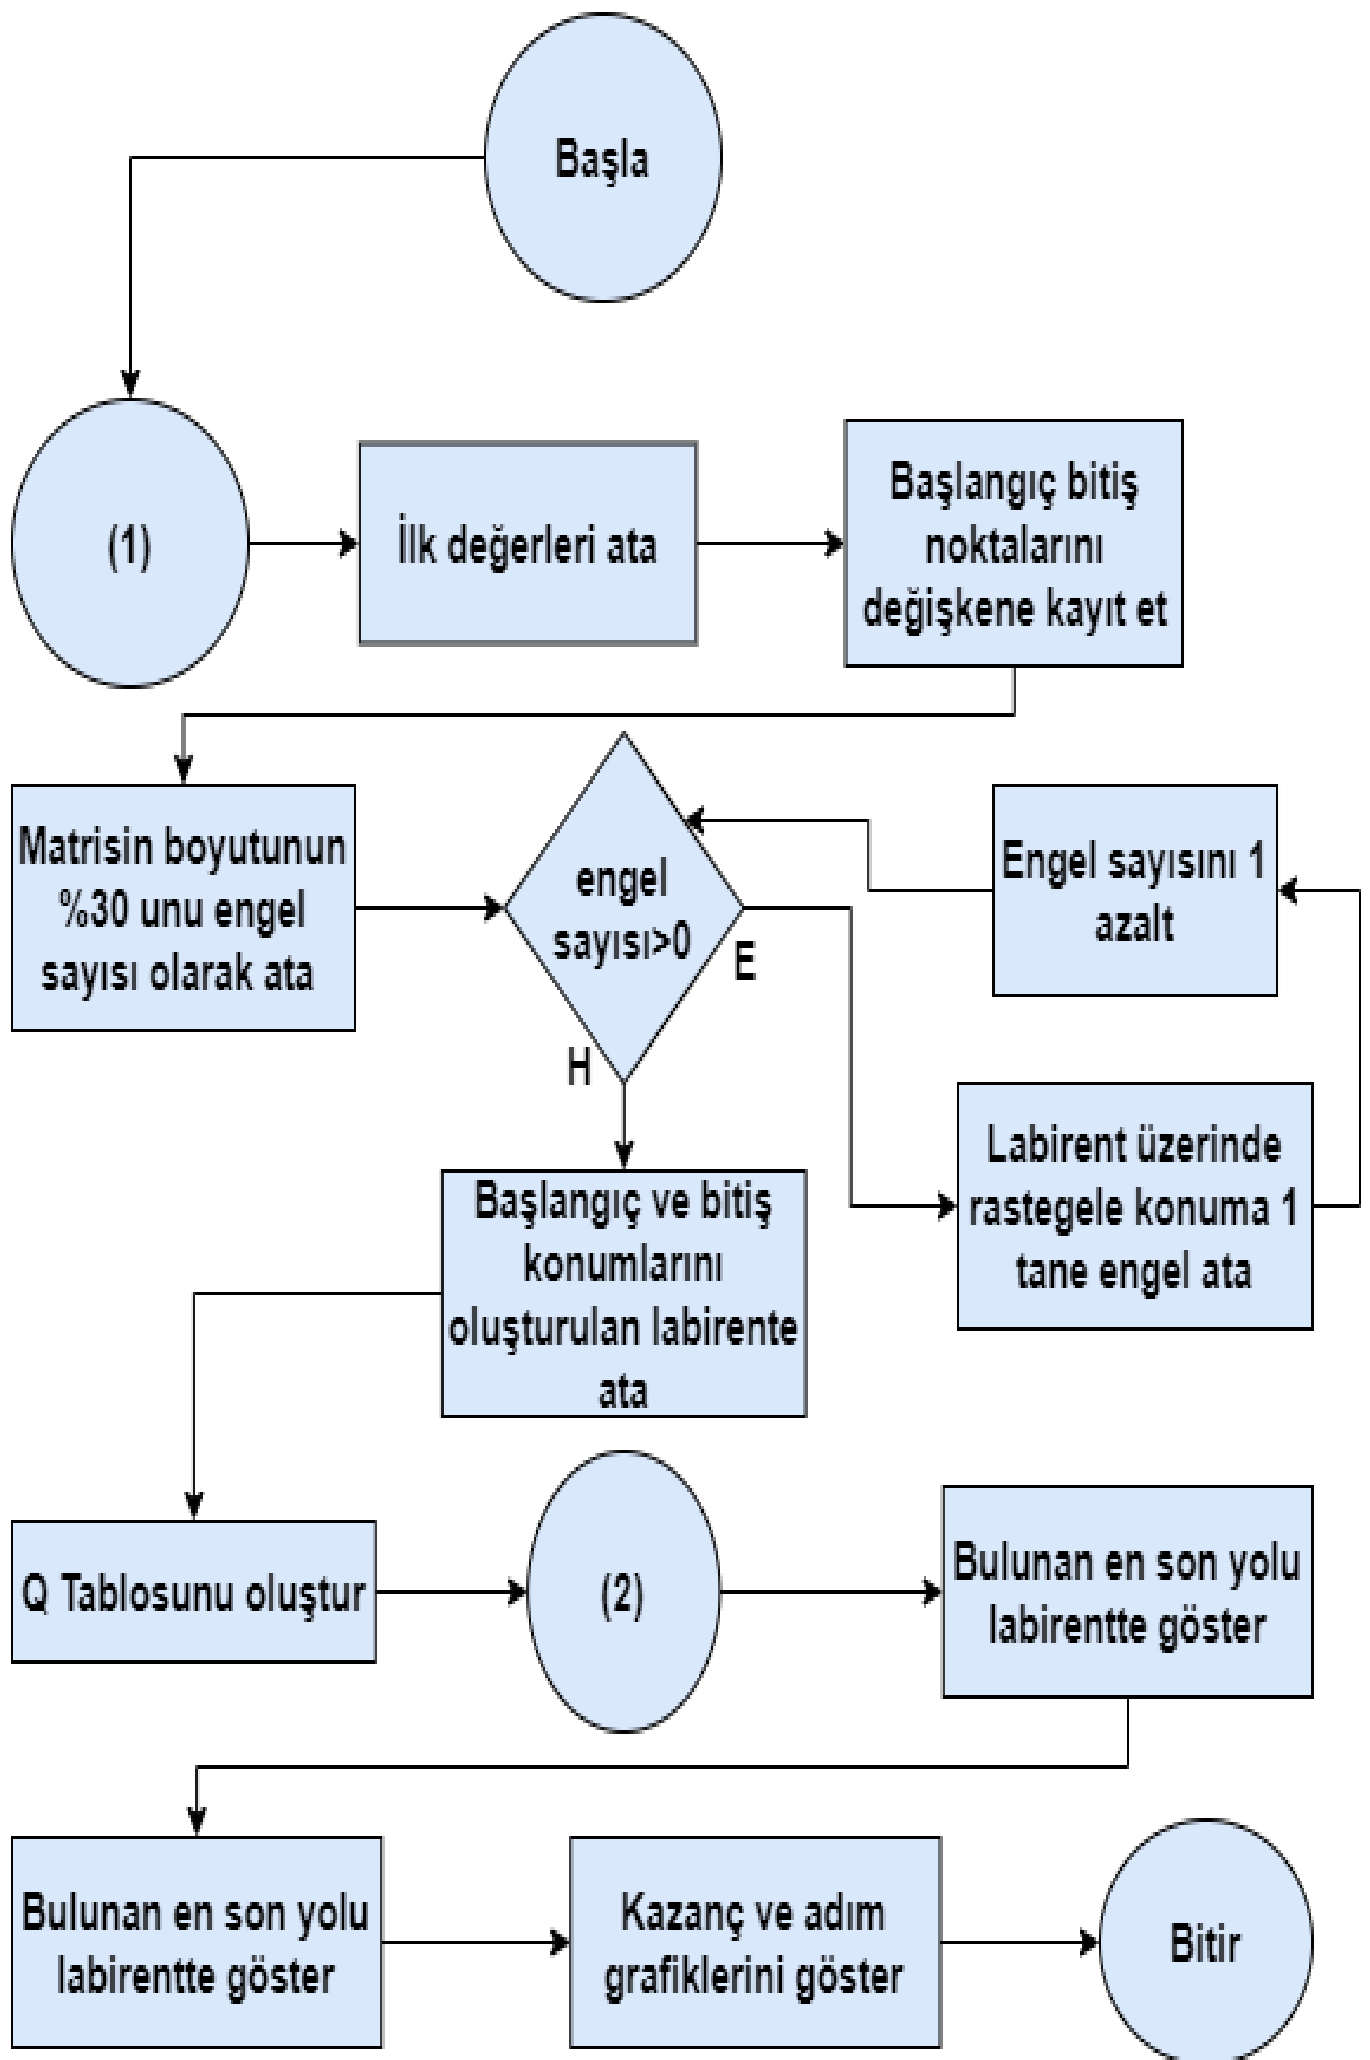 Başla
(1)
İlk değerleri ata
Başlangıç bitiş
noktalarını
değişkene kayıt et
Matrisin boyutunun
%30 unu engel
sayısı olarak ata
engel
sayısı>0
E
H
Engel sayısını 1
azalt
Labirent üzerinde
rastegele konuma 1
tane engel ata
Başlangıç ve bitiş
konumlarını
oluşturulan labirente
ata
Q Tablosunu oluştur
(2)
Bulunan en son yolu
labirentte göster
Bulunan en son yolu
labirentte göster
Kazanç ve adım
grafiklerini göster
Bitir